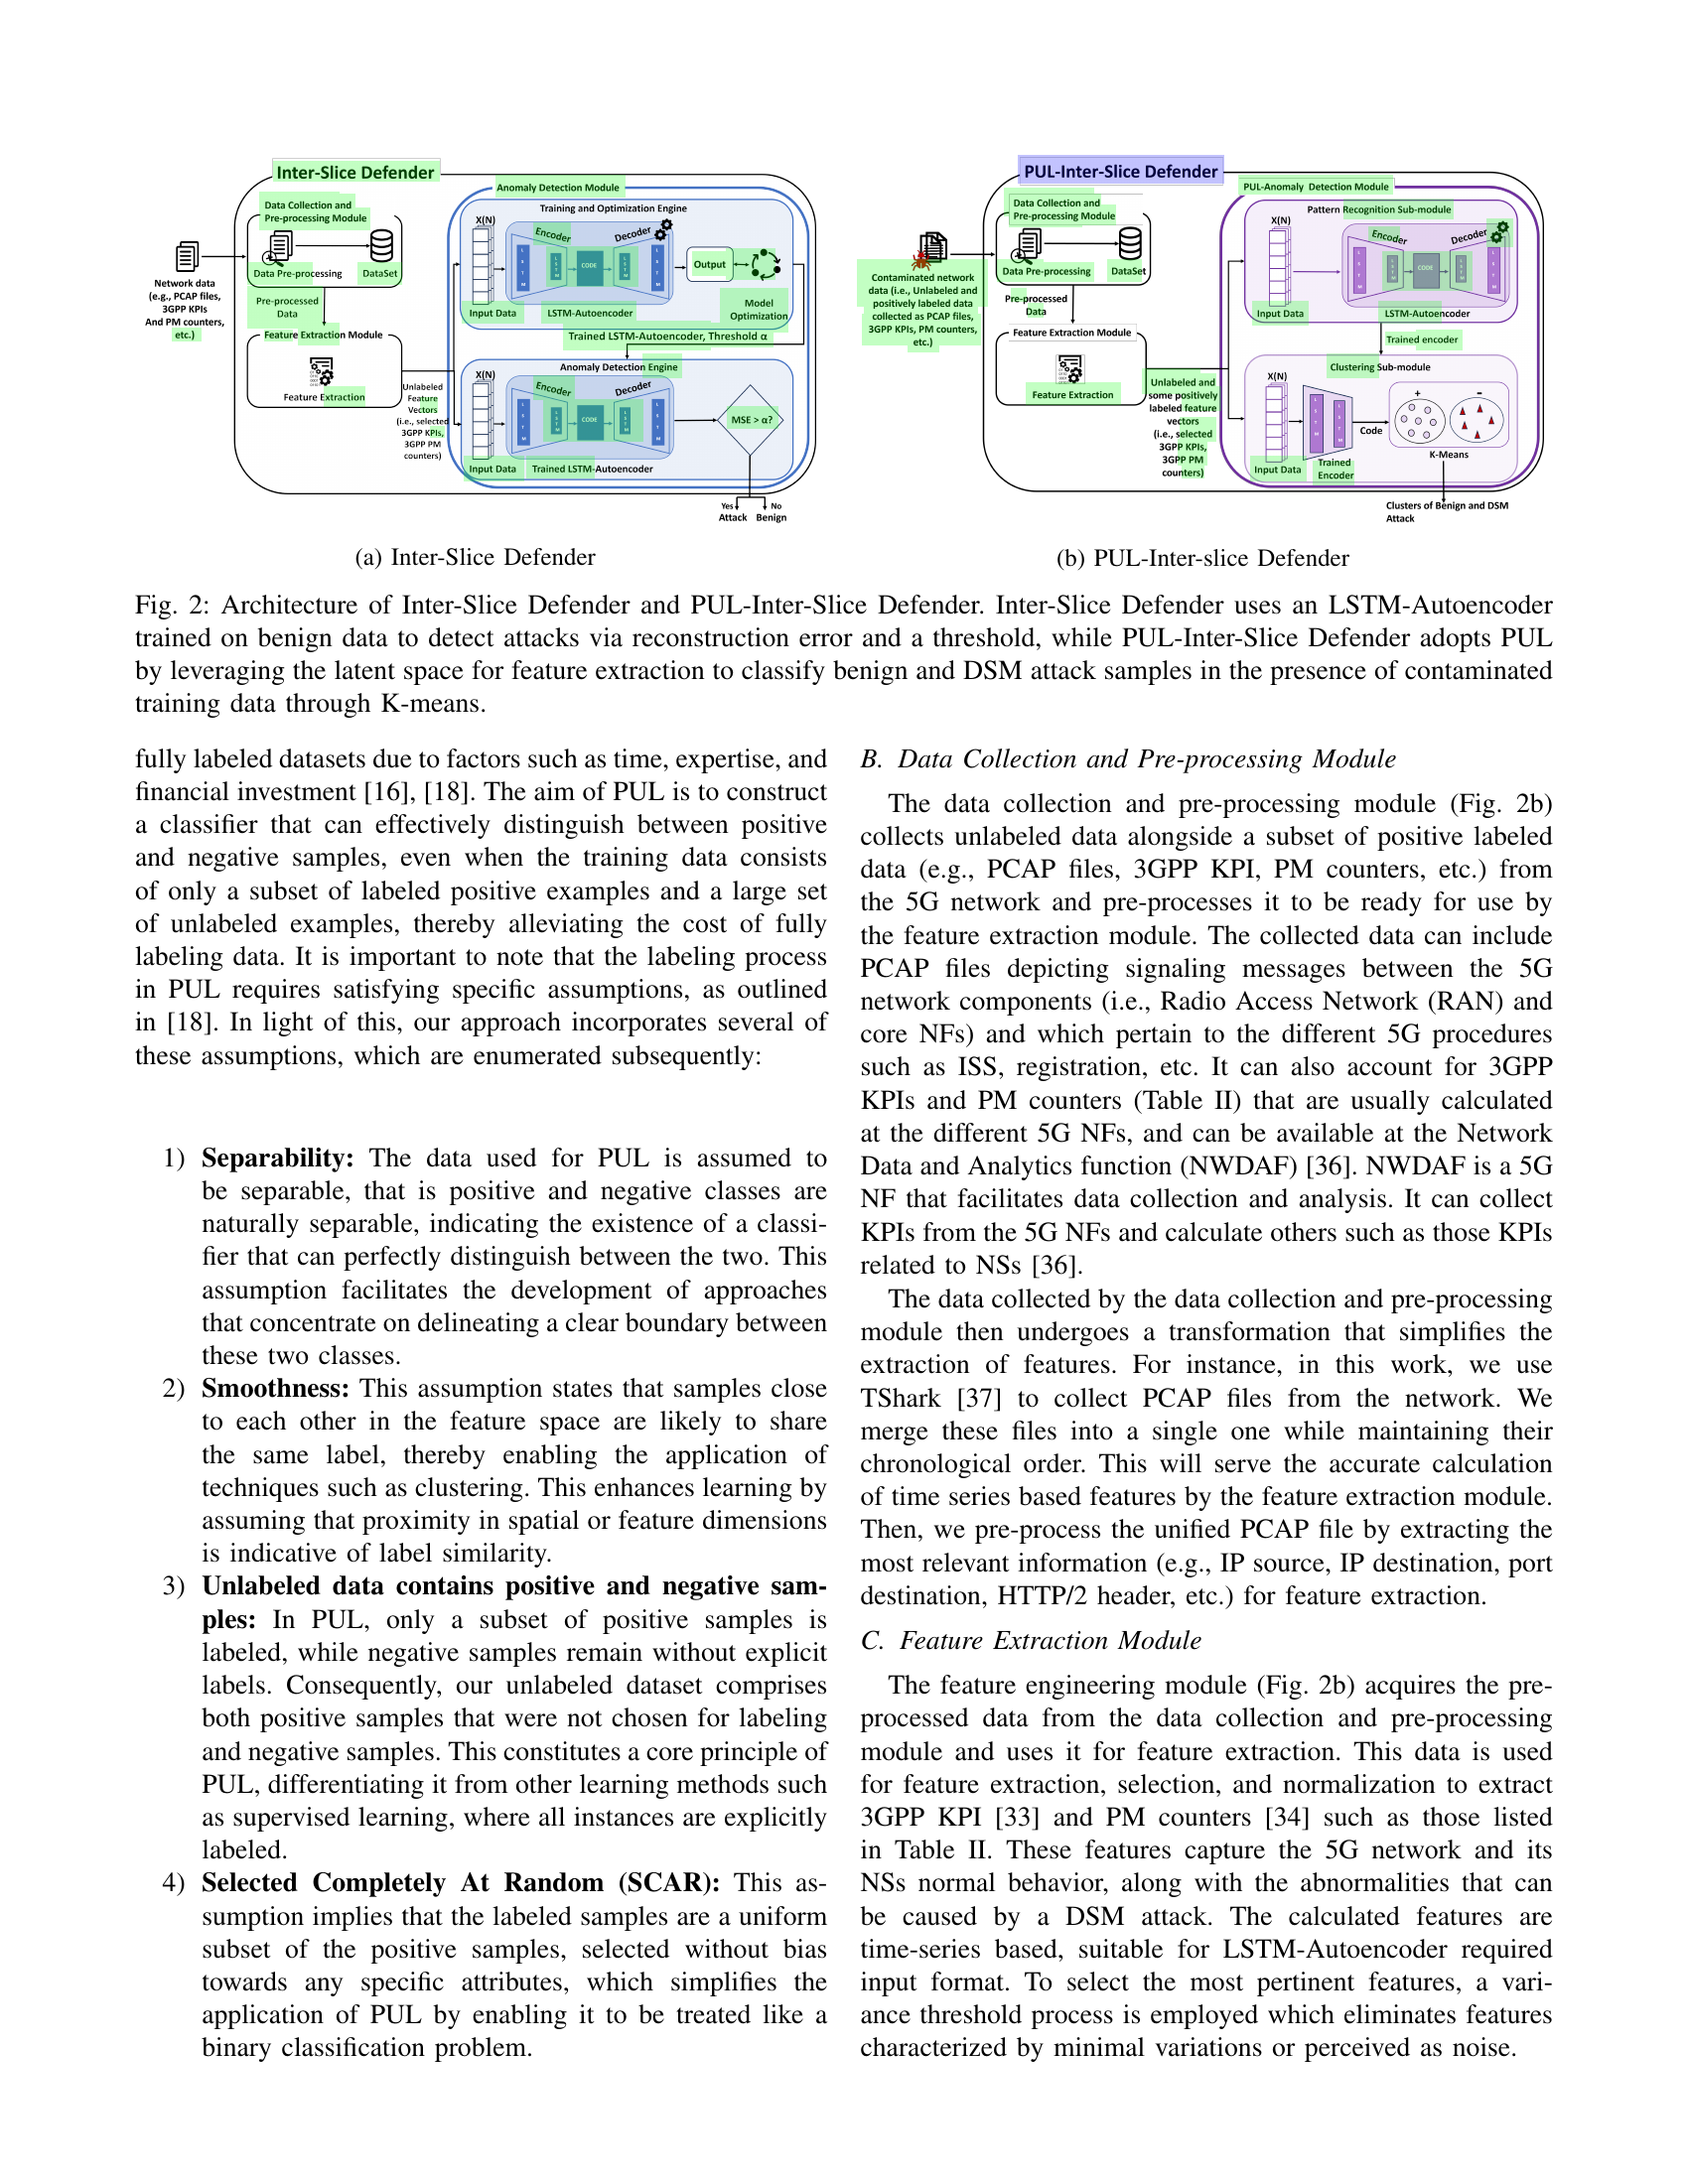 Inter-Slice Defender
Data Collection and
Pre-processing Module
Data Pre-processing
DataSet
Network data
(e.g., PCAP files,
3GPP KPIs
And PM counters,
etc.)
Pre-processed
Data
Feature Extraction Module
Feature Extraction
Unlabeled
Feature
Vectors
(i.e., selected
3GPP KPIs,
3GPP PM
counters)
Anomaly Detection Module
Training and Optimization Engine
X(N)
Encoder
Decoder
LSTM
LSTM
CODE
LSTM
LSTM
Output
Input Data
LSTM-Autoencoder
Model
Optimization
Trained LSTM-Autoencoder, Threshold α
Anomaly Detection Engine
X(N)
Encoder
Decoder
LSTM
LSTM
CODE
LSTM
LSTM
MSE > α?
Input Data
Trained LSTM-Autoencoder
Yes
No
Attack
Benign
(a) Inter-Slice Defender
PUL-Inter-Slice Defender
Data Collection and
Pre-processing Module
Data Pre-processing
DataSet
Contaminated network
data (i.e., Unlabeled and
positively labeled data
collected as PCAP files,
3GPP KPIs, PM counters,
etc.)
Pre-processed
Data
Feature Extraction Module
Feature Extraction
Unlabeled and
some positively
labeled feature
vectors
(i.e., selected
3GPP KPIs,
3GPP PM
counters)
PUL-Anomaly Detection Module
Pattern Recognition Sub-module
X(N)
Encoder
Decoder
LSTM
LSTM
CODE
LSTM
LSTM
Input Data
LSTM-Autoencoder
Trained encoder
Clustering Sub-module
X(N)
LSTM
LSTM
Code
+
-
K-Means
Input Data
Trained
Encoder
Clusters of Benign and DSM
Attack
(b) PUL-Inter-slice Defender
Fig. 2: Architecture of Inter-Slice Defender and PUL-Inter-Slice Defender. Inter-Slice Defender uses an LSTM-Autoencoder
trained on benign data to detect attacks via reconstruction error and a threshold, while PUL-Inter-Slice Defender adopts PUL
by leveraging the latent space for feature extraction to classify benign and DSM attack samples in the presence of contaminated
training data through K-means.
fully labeled datasets due to factors such as time, expertise, and
financial investment [16], [18]. The aim of PUL is to construct
a classifier that can effectively distinguish between positive
and negative samples, even when the training data consists
of only a subset of labeled positive examples and a large set
of unlabeled examples, thereby alleviating the cost of fully
labeling data. It is important to note that the labeling process
in PUL requires satisfying specific assumptions, as outlined
in [18]. In light of this, our approach incorporates several of
these assumptions, which are enumerated subsequently:
1) Separability: The data used for PUL is assumed to
be separable, that is positive and negative classes are
naturally separable, indicating the existence of a classi-
fier that can perfectly distinguish between the two. This
assumption facilitates the development of approaches
that concentrate on delineating a clear boundary between
these two classes.
2) Smoothness: This assumption states that samples close
to each other in the feature space are likely to share
the same label, thereby enabling the application of
techniques such as clustering. This enhances learning by
assuming that proximity in spatial or feature dimensions
is indicative of label similarity.
3) Unlabeled data contains positive and negative sam-
ples: In PUL, only a subset of positive samples is
labeled, while negative samples remain without explicit
labels. Consequently, our unlabeled dataset comprises
both positive samples that were not chosen for labeling
and negative samples. This constitutes a core principle of
PUL, differentiating it from other learning methods such
as supervised learning, where all instances are explicitly
labeled.
4) Selected Completely At Random (SCAR): This as-
sumption implies that the labeled samples are a uniform
subset of the positive samples, selected without bias
towards any specific attributes, which simplifies the
application of PUL by enabling it to be treated like a
binary classification problem.
B. Data Collection and Pre-processing Module
The data collection and pre-processing module (Fig. 2b)
collects unlabeled data alongside a subset of positive labeled
data (e.g., PCAP files, 3GPP KPI, PM counters, etc.) from
the 5G network and pre-processes it to be ready for use by
the feature extraction module. The collected data can include
PCAP files depicting signaling messages between the 5G
network components (i.e., Radio Access Network (RAN) and
core NFs) and which pertain to the different 5G procedures
such as ISS, registration, etc. It can also account for 3GPP
KPIs and PM counters (Table II) that are usually calculated
at the different 5G NFs, and can be available at the Network
Data and Analytics function (NWDAF) [36]. NWDAF is a 5G
NF that facilitates data collection and analysis. It can collect
KPIs from the 5G NFs and calculate others such as those KPIs
related to NSs [36].
The data collected by the data collection and pre-processing
module then undergoes a transformation that simplifies the
extraction of features. For instance, in this work, we use
TShark [37] to collect PCAP files from the network. We
merge these files into a single one while maintaining their
chronological order. This will serve the accurate calculation
of time series based features by the feature extraction module.
Then, we pre-process the unified PCAP file by extracting the
most relevant information (e.g., IP source, IP destination, port
destination, HTTP/2 header, etc.) for feature extraction.
C. Feature Extraction Module
The feature engineering module (Fig. 2b) acquires the pre-
processed data from the data collection and pre-processing
module and uses it for feature extraction. This data is used
for feature extraction, selection, and normalization to extract
3GPP KPI [33] and PM counters [34] such as those listed
in Table II. These features capture the 5G network and its
NSs normal behavior, along with the abnormalities that can
be caused by a DSM attack. The calculated features are
time-series based, suitable for LSTM-Autoencoder required
input format. To select the most pertinent features, a vari-
ance threshold process is employed which eliminates features
characterized by minimal variations or perceived as noise.